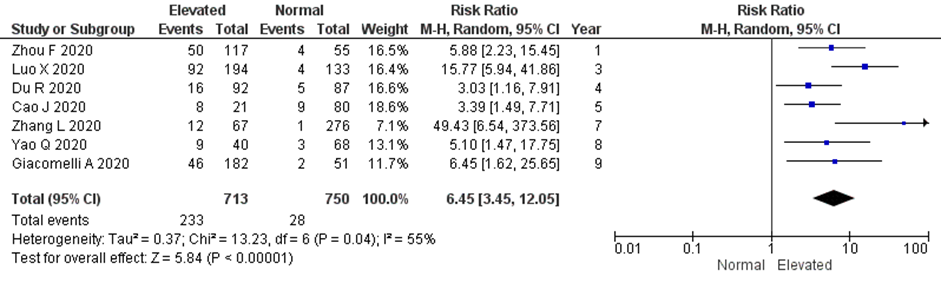 Elevated Normal Risk Ratio Risk Ratio
Study or Subgroup Events Total Events Total Weight M-H, Random, 95% CI Year M-H, Random, 95% CI
Zhou F 2020 50 117 4 55 16.5% 5.88 [2.23, 15.45] 1
Luo X 2020 92 194 4 133 16.4% 15.77 [5.94, 41.86] 3
Du R 2020 16 92 5 87 16.6% 3.03 [1.16, 7.91] 4
Cao J 2020 8 21 9 80 18.6% 3.39 [1.49, 7.71] 5
Zhang L 2020 12 67 1 276 7.1% 49.43 [6.54, 373.56] 7
Yao Q 2020 9 40 3 68 13.1% 5.10 [1.47, 17.75] 8
Giacomelli A 2020 46 182 2 51 11.7% 6.45 [1.62, 25.65] 9
Total (95% CI) 713 750 100.0% 6.45 [3.45, 12.05]
Total events 233 28
Heterogeneity: Tau² = 0.37; Chi² = 13.23, df = 6 (P = 0.04); I² = 55%
Test for overall effect: Z = 5.84 (P < 0.00001)
0.01 0.1 1 10 100
Normal Elevated